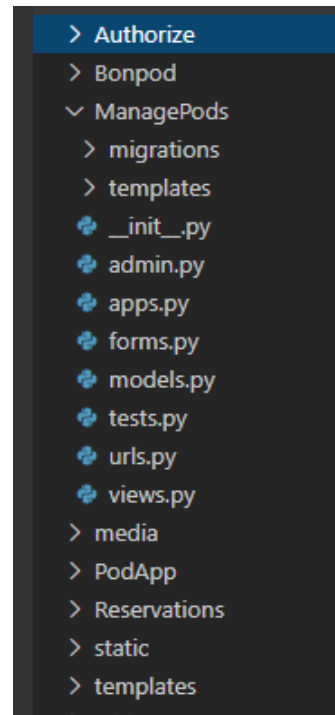 Authorize
Bonpod
ManagePods
migrations
templates
__init__.py
admin.py
apps.py
forms.py
models.py
tests.py
urls.py
views.py
media
PodApp
Reservations
static
templates